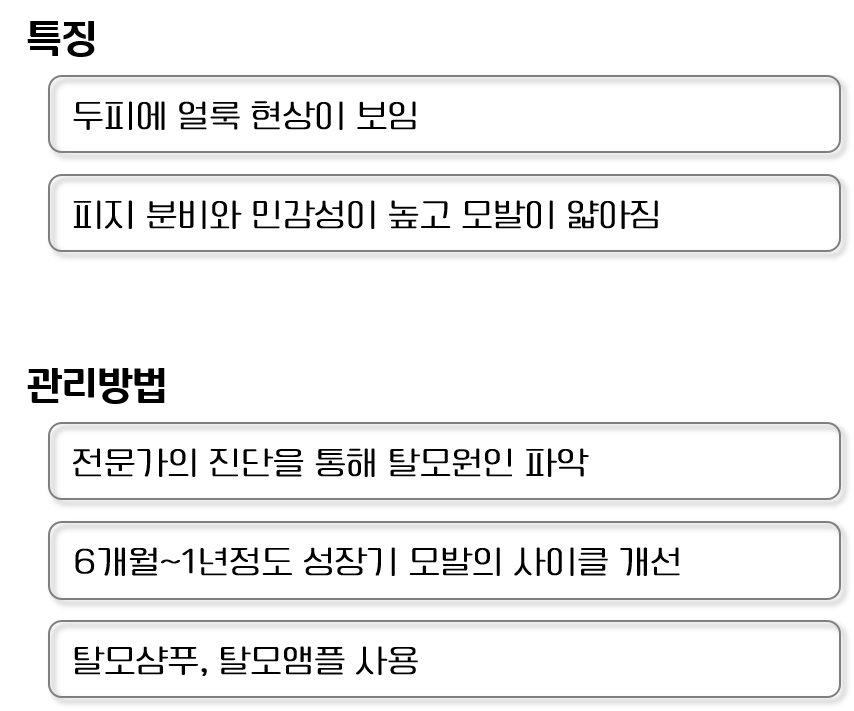 특징
두피에 얼룩 현상이 보임
피지 분비와 민감성이 높고 모발이 얇아짐
관리방법
전문가의 진단을 통해 탈모원인 파악
6개월~1년정도 성장기 모발의 사이클 개선
탈모샴푸, 탈모앰플 사용